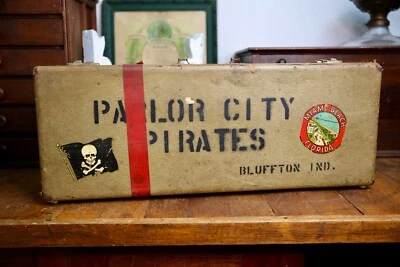 PARLOR CITY
PIRATES
BLUFFTON IND.
MIAMI BEACH
FLORIDA